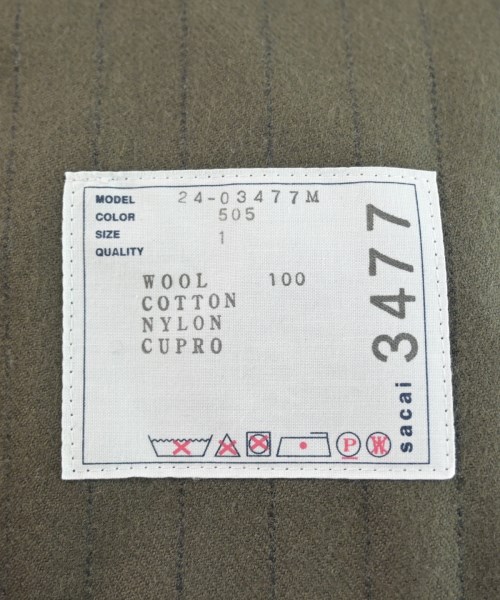 MODEL 24-03477M
COLOR 505
SIZE 1
QUALITY
WOOL 100
COTTON
NYLON
CUPRO
P W
sacai 3477